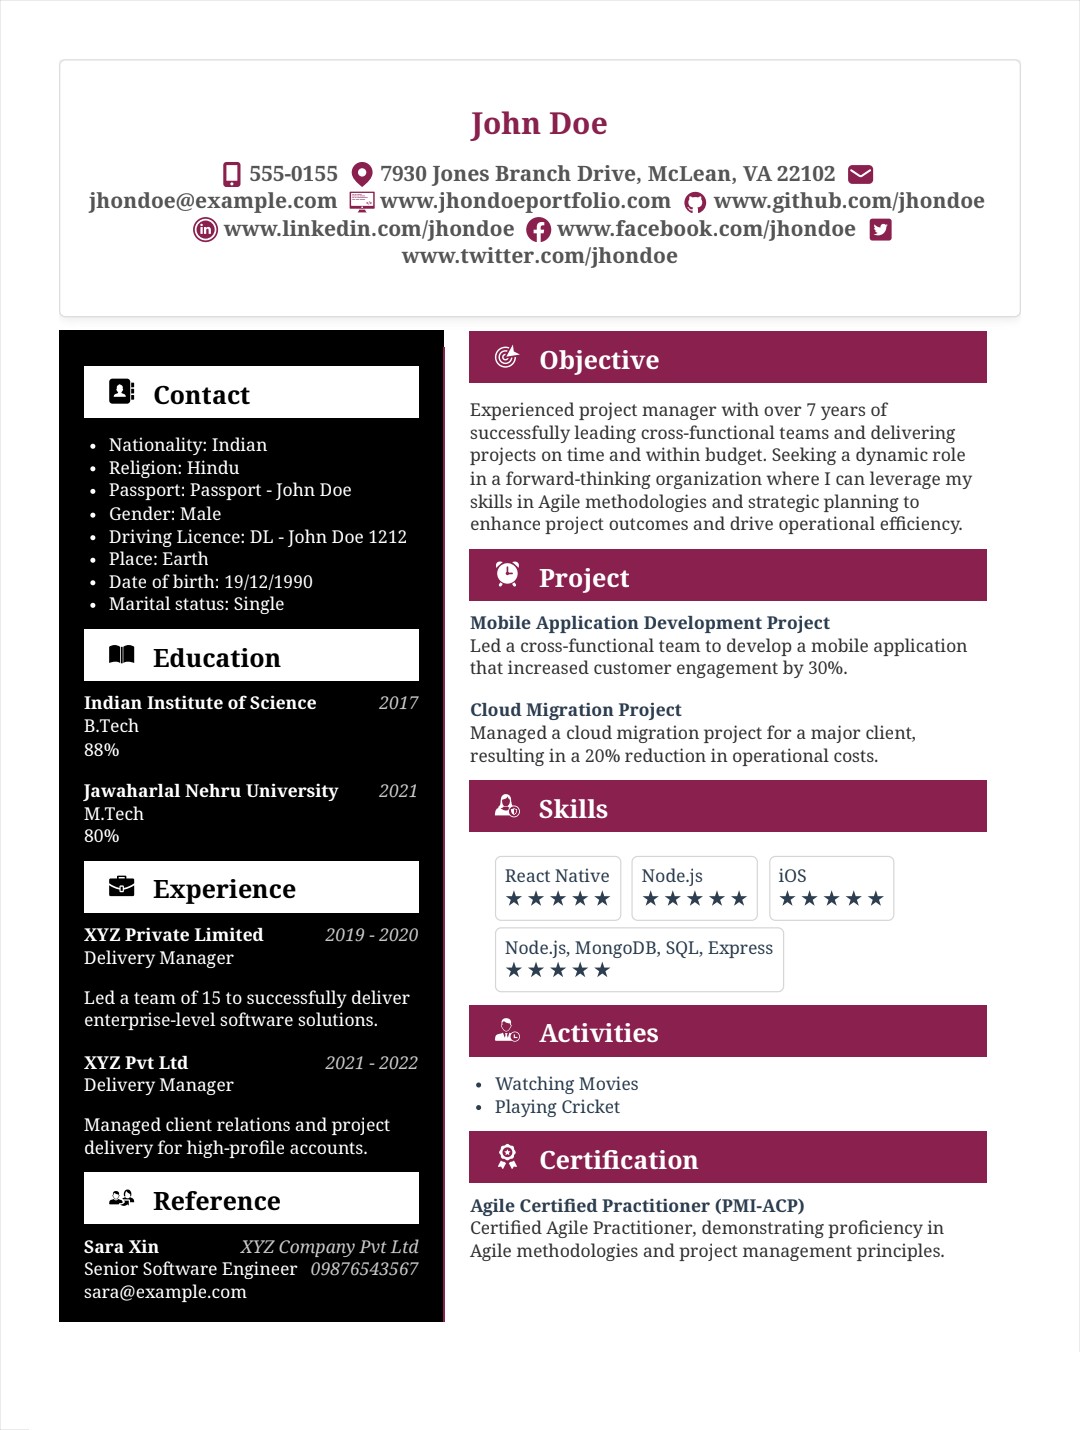 John Doe
555-0155 7930 Jones Branch Drive, McLean, VA 22102
jhondoe@example.com www.jhondoeportfolio.com www.github.com/jhondoe
www.linkedin.com/jhondoe www.facebook.com/jhondoe
www.twitter.com/jhondoe
Contact
• Nationality: Indian
• Religion: Hindu
• Passport: Passport - John Doe
• Gender: Male
• Driving Licence: DL - John Doe 1212
• Place: Earth
• Date of birth: 19/12/1990
• Marital status: Single
Education
Indian Institute of Science 2017
B.Tech
88%
Jawaharlal Nehru University 2021
M.Tech
80%
Experience
XYZ Private Limited 2019 - 2020
Delivery Manager
Led a team of 15 to successfully deliver
enterprise-level software solutions.
XYZ Pvt Ltd 2021 - 2022
Delivery Manager
Managed client relations and project
delivery for high-profile accounts.
Reference
Sara Xin XYZ Company Pvt Ltd
Senior Software Engineer 09876543567
sara@example.com
Objective
Experienced project manager with over 7 years of
successfully leading cross-functional teams and delivering
projects on time and within budget. Seeking a dynamic role
in a forward-thinking organization where I can leverage my
skills in Agile methodologies and strategic planning to
enhance project outcomes and drive operational efficiency.
Project
Mobile Application Development Project
Led a cross-functional team to develop a mobile application
that increased customer engagement by 30%.
Cloud Migration Project
Managed a cloud migration project for a major client,
resulting in a 20% reduction in operational costs.
Skills
React Native Node.js iOS
★★★★★ ★★★★★ ★★★★★
Node.js, MongoDB, SQL, Express
★★★★★
Activities
• Watching Movies
• Playing Cricket
Certification
Agile Certified Practitioner (PMI-ACP)
Certified Agile Practitioner, demonstrating proficiency in
Agile methodologies and project management principles.